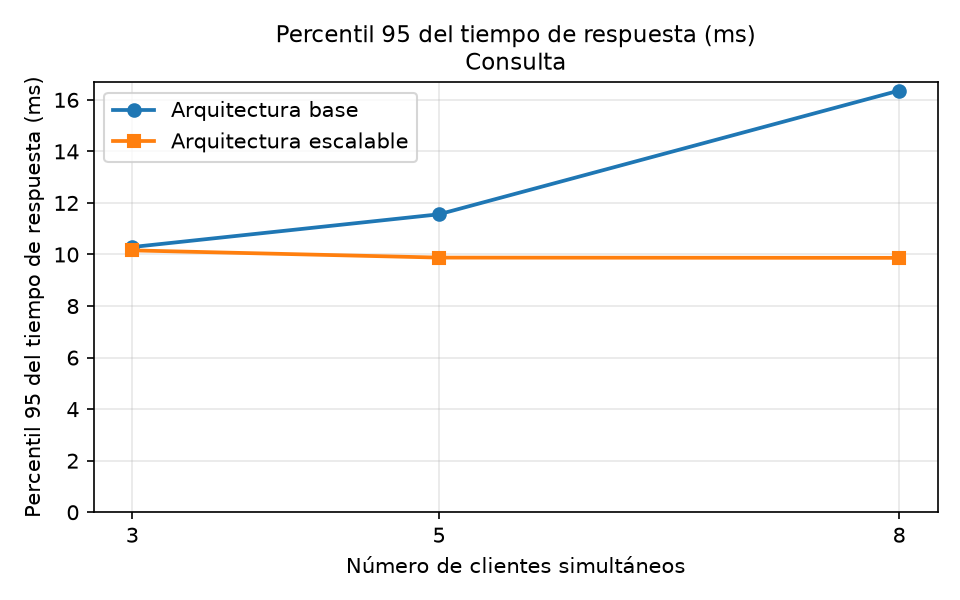 Percentil 95 del tiempo de respuesta (ms)
Consulta
Percentil 95 del tiempo de respuesta (ms)
16
14
12
10
8
6
4
2
0
Arquitectura base
Arquitectura escalable
3
5
8
Número de clientes simultáneos